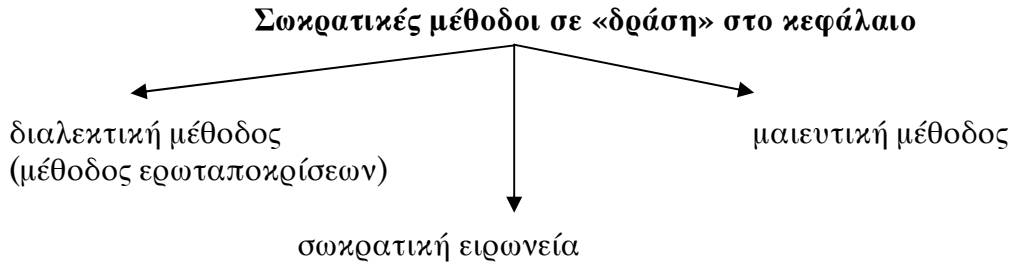 Σωκρατικές μέθοδοι σε «δράση» στο κεφάλαιο
διαλεκτική μέθοδος
(μέθοδος ερωταποκρίσεων)
μαιευτική μέθοδος
σωκρατική ειρωνεία